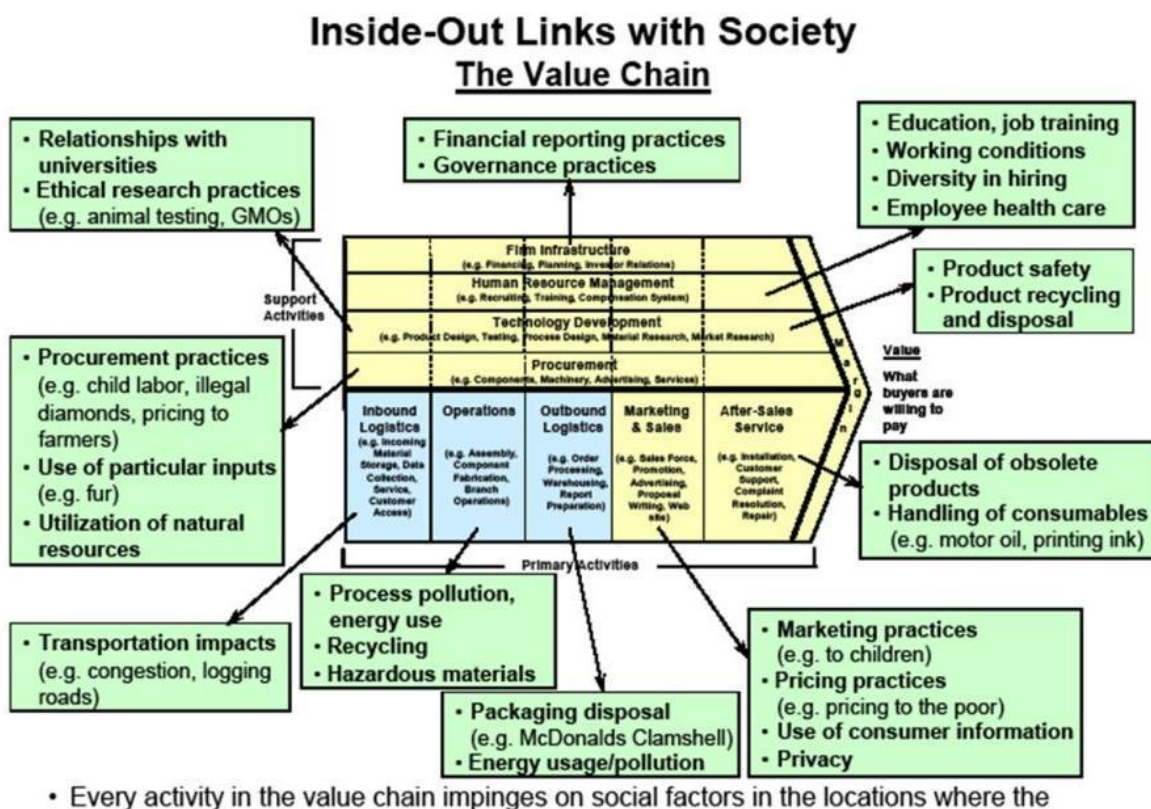 Inside-Out Links with Society
The Value Chain
• Relationships with
universities
• Ethical research practices
(e.g. animal testing, GMOs)
• Financial reporting practices
• Governance practices
• Education, job training
• Working conditions
• Diversity in hiring
• Employee health care
• Product safety
• Product recycling
and disposal
Support
Activities
Firm Infrastructure
(e.g. Financing, Planning, Investor Relations)
Human Resource Management
(e.g. Recruiting, Training, Compensation System)
Technology Development
(e.g. Product Design, Testing, Process Design, Material Research, Market Research)
Procurement
(e.g. Components, Machinery, Advertising, Services)
Margin
Value
What
buyers are
willing to
pay
• Procurement practices
(e.g. child labor, illegal
diamonds, pricing to
farmers)
• Use of particular inputs
(e.g. fur)
• Utilization of natural
resources
Inbound
Logistics
(e.g. Incoming
Material
Storage, Data
Collection,
Service,
Customer
Access)
Operations
(e.g. Assembly,
Component
Fabrication,
Branch
Operations)
Outbound
Logistics
(e.g. Order
Processing,
Warehousing,
Report
Preparation)
Marketing
& Sales
(e.g. Sales Force,
Promotion,
Advertising,
Proposal
Writing, Web
site)
After-Sales
Service
(e.g. Installation,
Customer
Support,
Complaint
Resolution,
Repair)
Primary Activities
• Disposal of obsolete
products
• Handling of consumables
(e.g. motor oil, printing ink)
• Transportation impacts
(e.g. congestion, logging
roads)
• Process pollution,
energy use
• Recycling
• Hazardous materials
• Packaging disposal
(e.g. McDonalds Clamshell)
• Energy usage/pollution
• Marketing practices
(e.g. to children)
• Pricing practices
(e.g. pricing to the poor)
• Use of consumer information
• Privacy
• Every activity in the value chain impinges on social factors in the locations where the